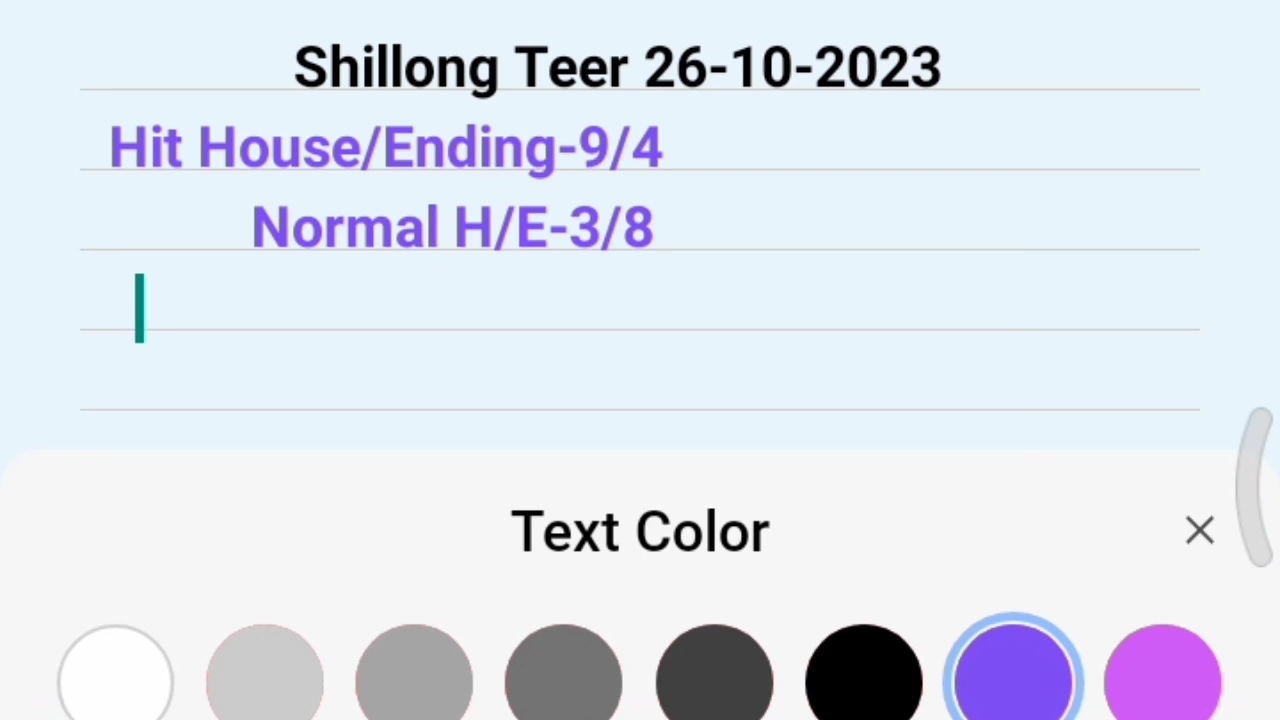 Shillong Teer 26-10-2023
Hit House/Ending-9/4
Normal H/E-3/8
Text Color